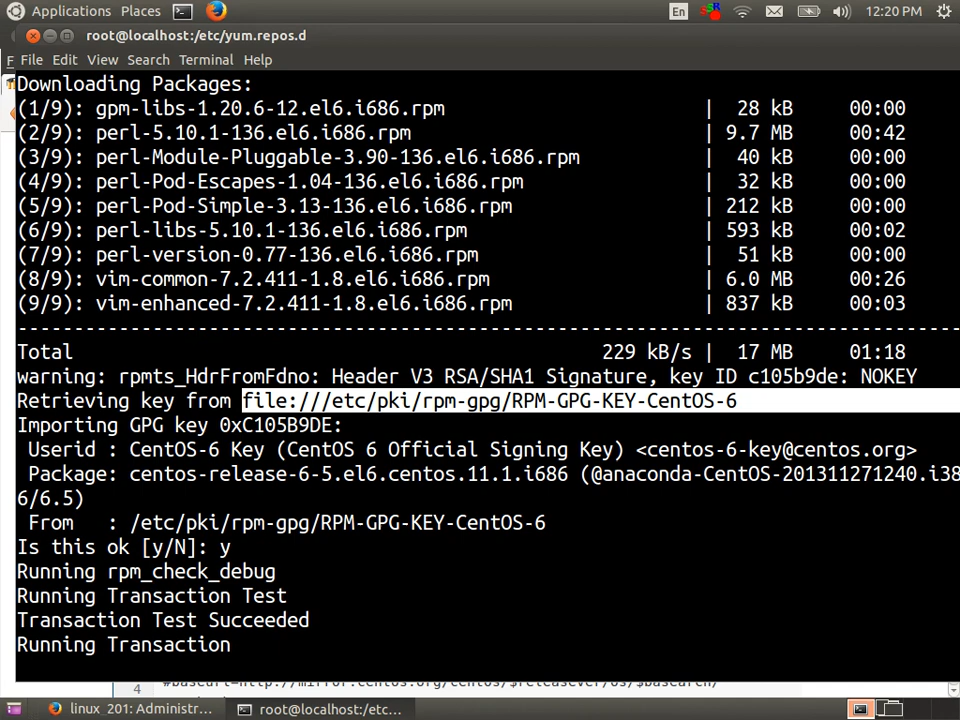 Applications Places En 12:20 PM
root@localhost:/etc/yum.repos.d
File Edit View Search Terminal Help
Downloading Packages:
(1/9): gpm-libs-1.20.6-12.el6.i686.rpm | 28 kB 00:00
(2/9): perl-5.10.1-136.el6.i686.rpm | 9.7 MB 00:42
(3/9): perl-Module-Pluggable-3.90-136.el6.i686.rpm | 40 kB 00:00
(4/9): perl-Pod-Escapes-1.04-136.el6.i686.rpm | 32 kB 00:00
(5/9): perl-Pod-Simple-3.13-136.el6.i686.rpm | 212 kB 00:00
(6/9): perl-libs-5.10.1-136.el6.i686.rpm | 593 kB 00:02
(7/9): perl-version-0.77-136.el6.i686.rpm | 51 kB 00:00
(8/9): vim-common-7.2.411-1.8.el6.i686.rpm | 6.0 MB 00:26
(9/9): vim-enhanced-7.2.411-1.8.el6.i686.rpm | 837 kB 00:03
--------------------------------------------------------------------------------
Total 229 kB/s | 17 MB 01:18
warning: rpmts_HdrFromFdno: Header V3 RSA/SHA1 Signature, key ID c105b9de: NOKEY
Retrieving key from file:///etc/pki/rpm-gpg/RPM-GPG-KEY-CentOS-6
Importing GPG key 0xC105B9DE:
Userid : CentOS-6 Key (CentOS 6 Official Signing Key) <centos-6-key@centos.org>
Package: centos-release-6-5.el6.centos.11.1.i686 (@anaconda-CentOS-201311271240.i38
6/6.5)
From : /etc/pki/rpm-gpg/RPM-GPG-KEY-CentOS-6
Is this ok [y/N]: y
Running rpm_check_debug
Running Transaction Test
Transaction Test Succeeded
Running Transaction
4 #baseurl=http://mirror.centos.org/centos/$releasever/os/$basearch/
linux_201: Administr... root@localhost:/etc...